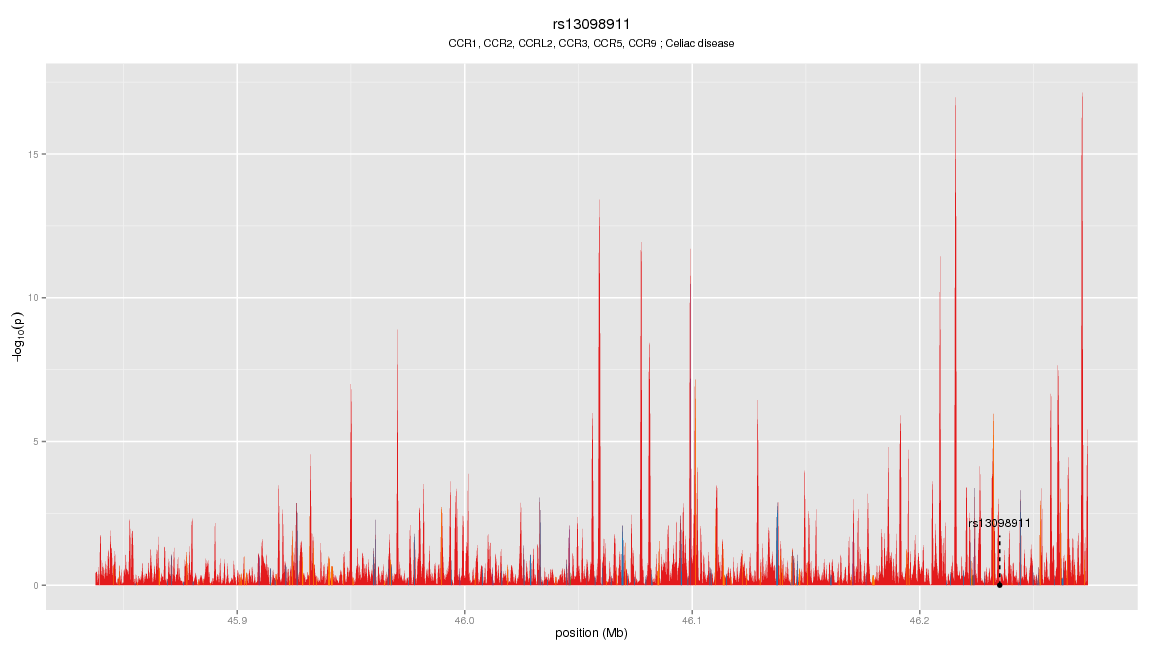 rs13098911
CCR1, CCR2, CCRL2, CCR3, CCR5, CCR9 ; Celiac disease
15
10
5
0
−log10(p)
rs13098911
45.9
46.0
46.1
46.2
position (Mb)